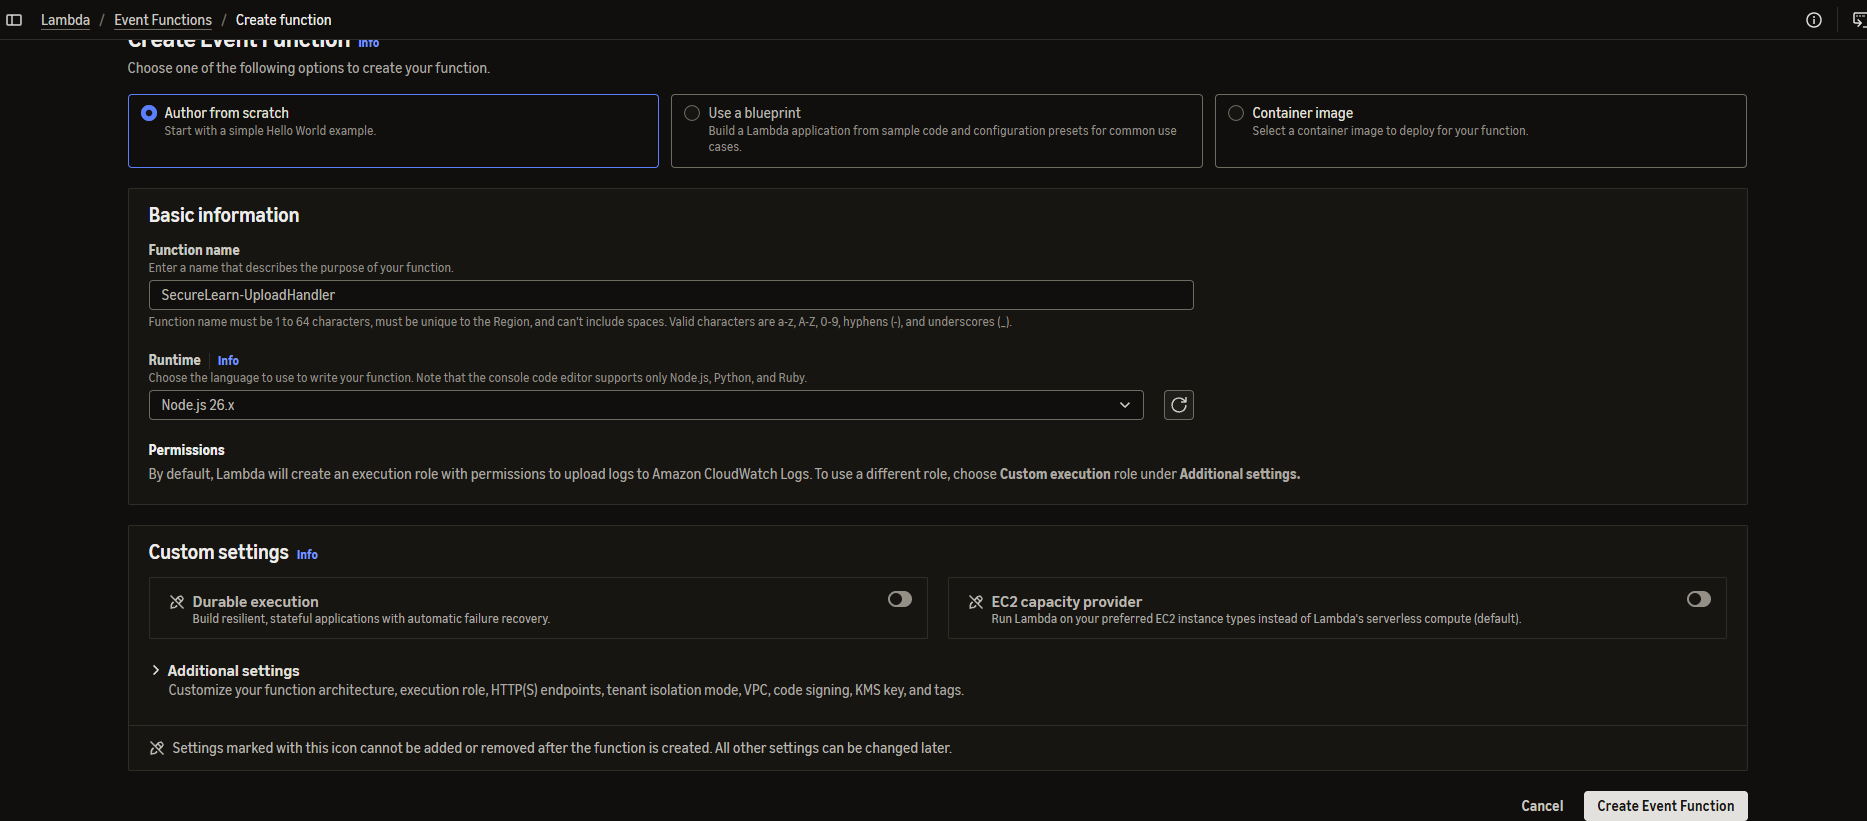 Lambda / Event Functions / Create function
Create Event Function Info
Choose one of the following options to create your function.
Author from scratch
Start with a simple Hello World example.
Use a blueprint
Build a Lambda application from sample code and configuration presets for common use
cases.
Container image
Select a container image to deploy for your function.
Basic information
Function name
Enter a name that describes the purpose of your function.
SecureLearn-UploadHandler
Function name must be 1 to 64 characters, must be unique to the Region, and can't include spaces. Valid characters are a-z, A-Z, 0-9, hyphens (-), and underscores (_).
Runtime Info
Choose the language to use to write your function. Note that the console code editor supports only Node.js, Python, and Ruby.
Node.js 26.x
Permissions
By default, Lambda will create an execution role with permissions to upload logs to Amazon CloudWatch Logs. To use a different role, choose Custom execution role under Additional settings.
Custom settings Info
Durable execution
Build resilient, stateful applications with automatic failure recovery.
EC2 capacity provider
Run Lambda on your preferred EC2 instance types instead of Lambda's serverless compute (default).
Additional settings
Customize your function architecture, execution role, HTTP(S) endpoints, tenant isolation mode, VPC, code signing, KMS key, and tags.
Settings marked with this icon cannot be added or removed after the function is created. All other settings can be changed later.
Cancel Create Event Function